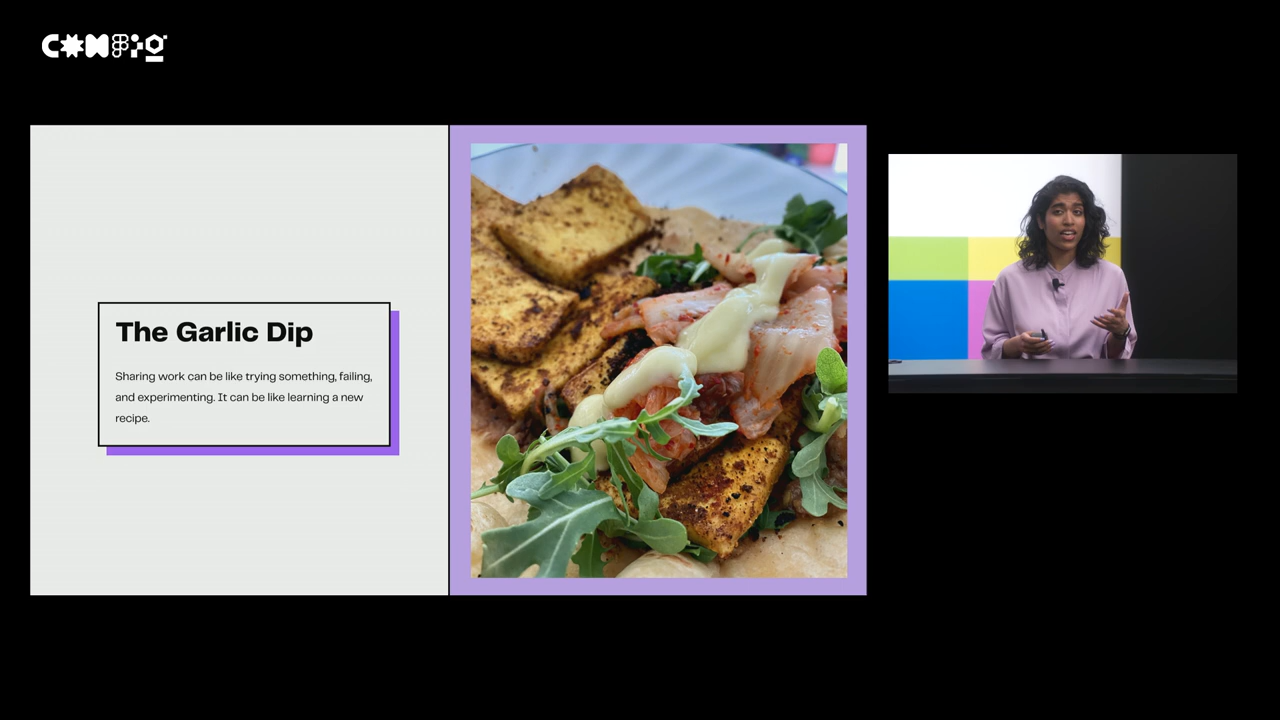 CONFIG
The Garlic Dip
Sharing work can be like trying something, failing,
and experimenting. It can be like learning a new
recipe.